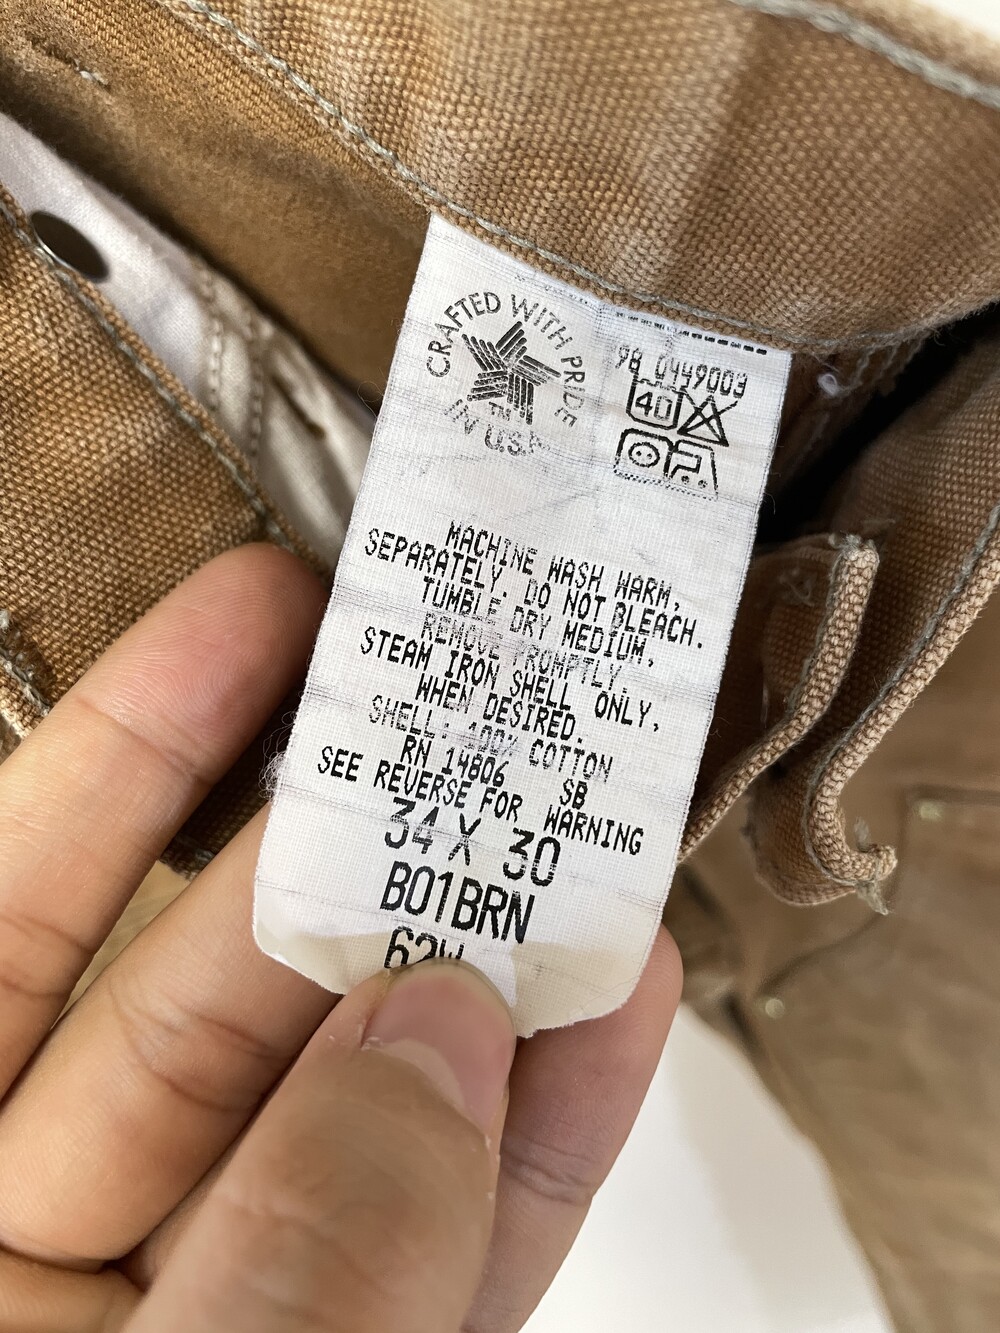 CRAFTED WITH PRIDE
IN U.S.A.
TM
98 0449003
40
MACHINE WASH WARM,
SEPARATELY. DO NOT BLEACH.
TUMBLE DRY MEDIUM,
REMOVE PROMPTLY.
STEAM IRON SHELL ONLY,
WHEN DESIRED.
SHELL: 100% COTTON
RN 14806 SB
SEE REVERSE FOR WARNING
34 X 30
B01BRN